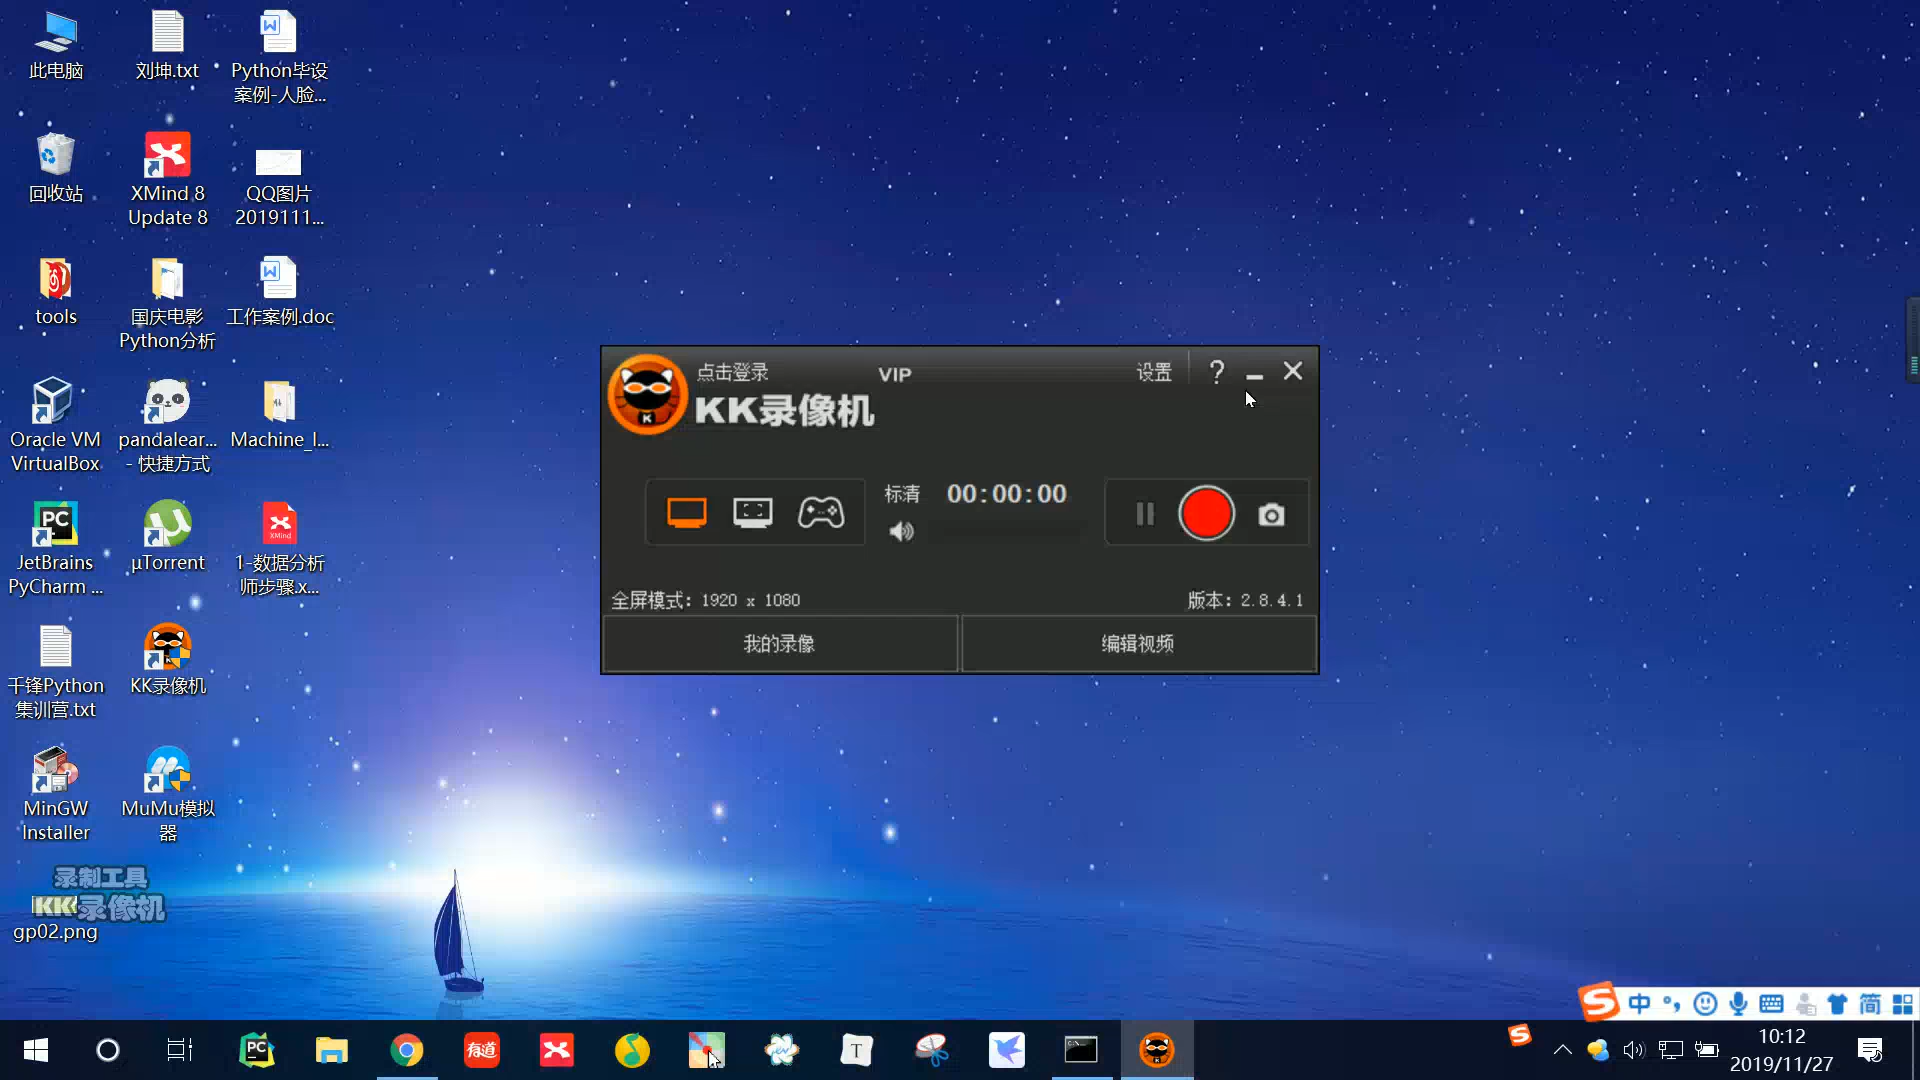 此电脑
刘坤.txt
Python毕设
案例-人脸...
回收站
XMind 8
Update 8
QQ图片
2019111...
tools
国庆电影
Python分析
工作案例.doc
Oracle VM
VirtualBox
pandalear...
- 快捷方式
Machine_l...
JetBrains
PyCharm ...
µTorrent
1-数据分析
师步骤.x...
千锋Python
集训营.txt
KK录像机
MinGW
Installer
MuMu模拟
器
录制工具
KK录像机
gp02.png
点击登录
VIP
设置
KK录像机
标清
00:00:00
全屏模式: 1920 x 1080
版本: 2.8.4.1
我的录像
编辑视频
中
简
PC
有道
T
10:12
2019/11/27